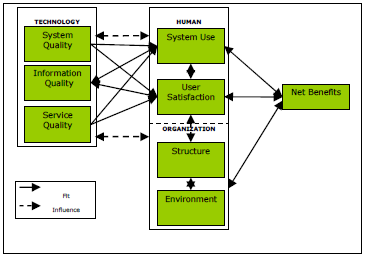 TECHNOLOGY
System
Quality
Information
Quality
Service
Quality
HUMAN
System Use
User
Satisfaction
ORGANIZATION
Structure
Environment
Net Benefits
Fit
Influence